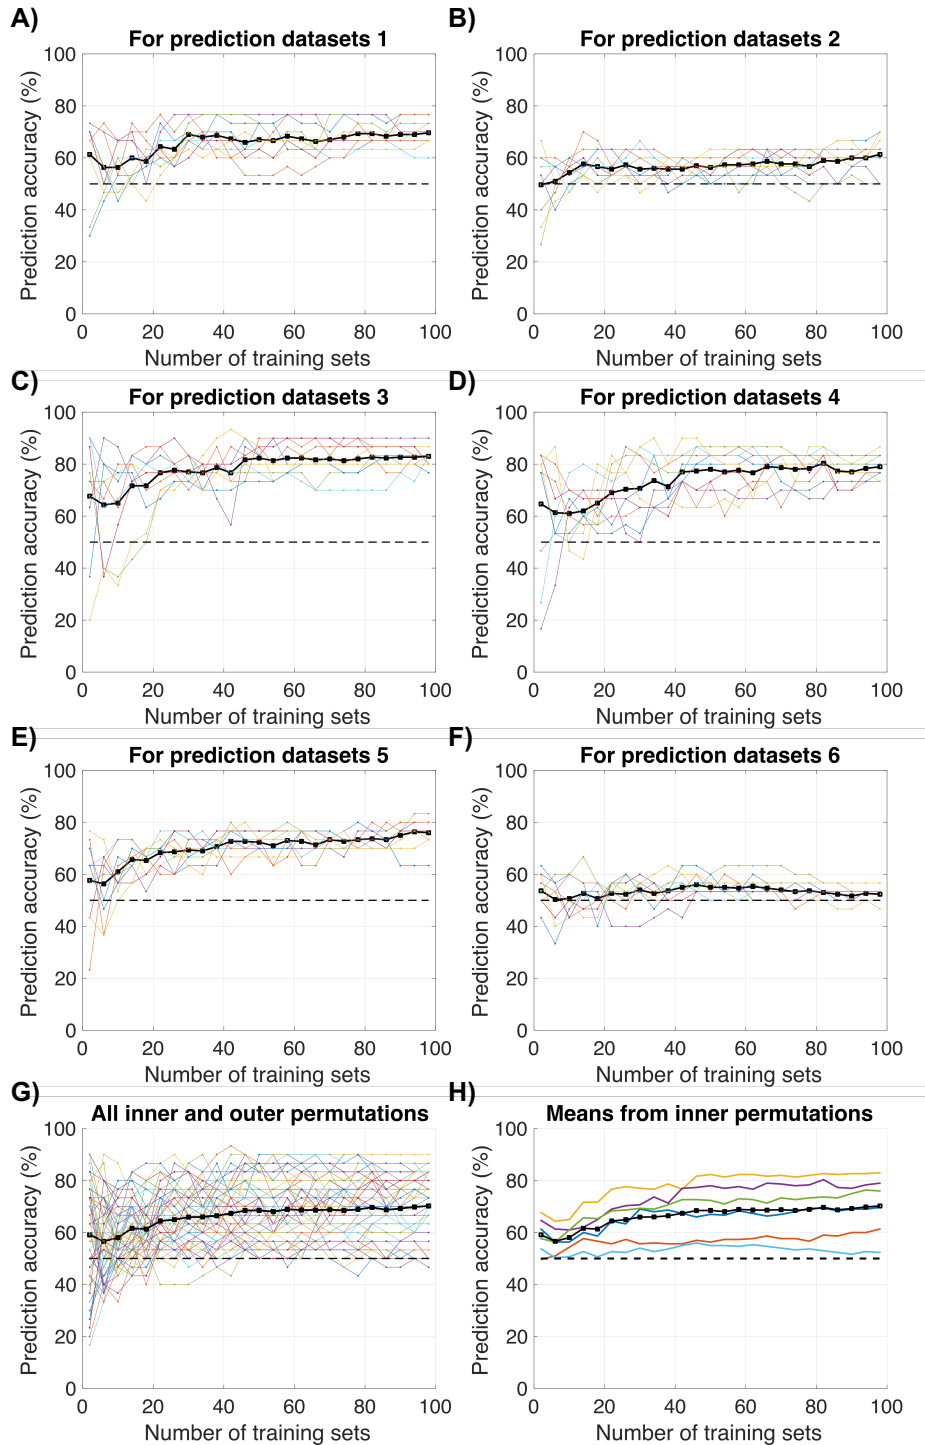 A)
For prediction datasets 1
Prediction accuracy (%)
100
80
60
40
20
0
0 20 40 60 80 100
Number of training sets
B)
For prediction datasets 2
Prediction accuracy (%)
100
80
60
40
20
0
0 20 40 60 80 100
Number of training sets
C)
For prediction datasets 3
Prediction accuracy (%)
100
80
60
40
20
0
0 20 40 60 80 100
Number of training sets
D)
For prediction datasets 4
Prediction accuracy (%)
100
80
60
40
20
0
0 20 40 60 80 100
Number of training sets
E)
For prediction datasets 5
Prediction accuracy (%)
100
80
60
40
20
0
0 20 40 60 80 100
Number of training sets
F)
For prediction datasets 6
Prediction accuracy (%)
100
80
60
40
20
0
0 20 40 60 80 100
Number of training sets
G)
All inner and outer permutations
Prediction accuracy (%)
100
80
60
40
20
0
0 20 40 60 80 100
Number of training sets
H)
Means from inner permutations
Prediction accuracy (%)
100
80
60
40
20
0
0 20 40 60 80 100
Number of training sets